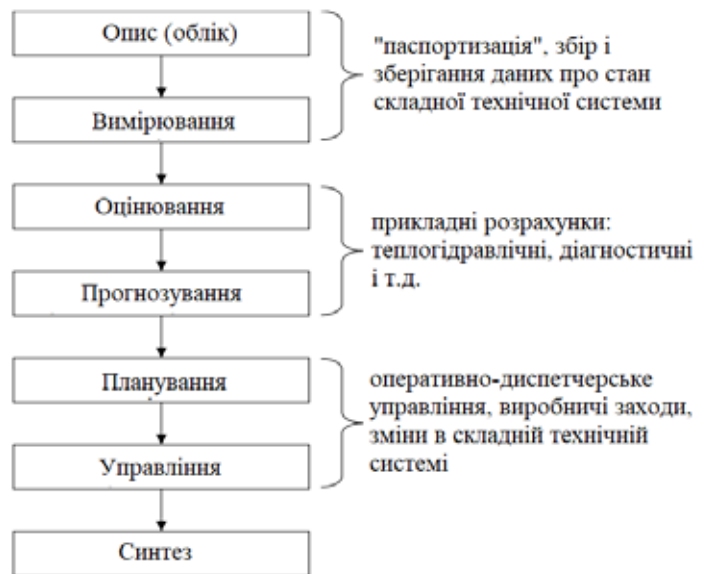 Опис (облік)
Вимірювання
"паспортизація", збір і
зберігання даних про стан
складної технічної системи
Оцінювання
Прогнозування
прикладні розрахунки:
теплогідравлічні, діагностичні
і т.д.
Планування
Управління
оперативно-диспетчерське
управління, виробничі заходи,
зміни в складній технічній
системі
Синтез